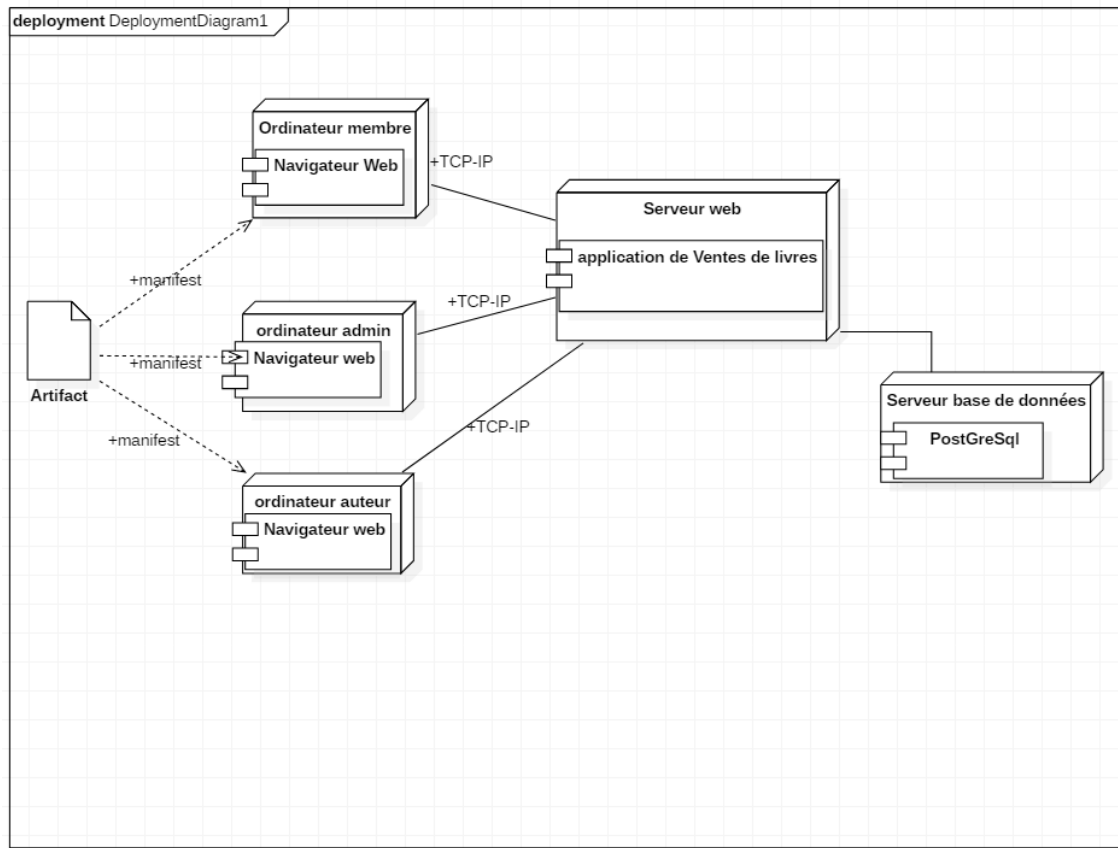 deployment DeploymentDiagram1
Ordinateur membre
Navigateur Web
+TCP-IP
Serveur web
application de Ventes de livres
+manifest
+TCP-IP
ordinateur admin
Navigateur web
+manifest
Artifact
Serveur base de données
PostGreSql
+TCP-IP
+manifest
ordinateur auteur
Navigateur web